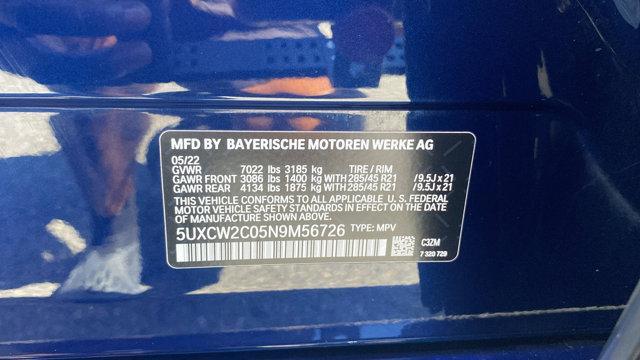 MFD BY BAYERISCHE MOTOREN WERKE AG
05/22
GVWR 7022 lbs 3185 kg TIRE / RIM
GAWR FRONT 3086 lbs 1400 kg WITH 285/45 R21 /9.5J x 21
GAWR REAR 4134 lbs 1875 kg WITH 285/45 R21 /9.5J x 21
THIS VEHICLE CONFORMS TO ALL APPLICABLE U. S. FEDERAL
MOTOR VEHICLE SAFETY STANDARDS IN EFFECT ON THE DATE
OF MANUFACTURE SHOWN ABOVE.
5UXCW2C05N9M56726 TYPE: MPV
C3ZM
7 320 729